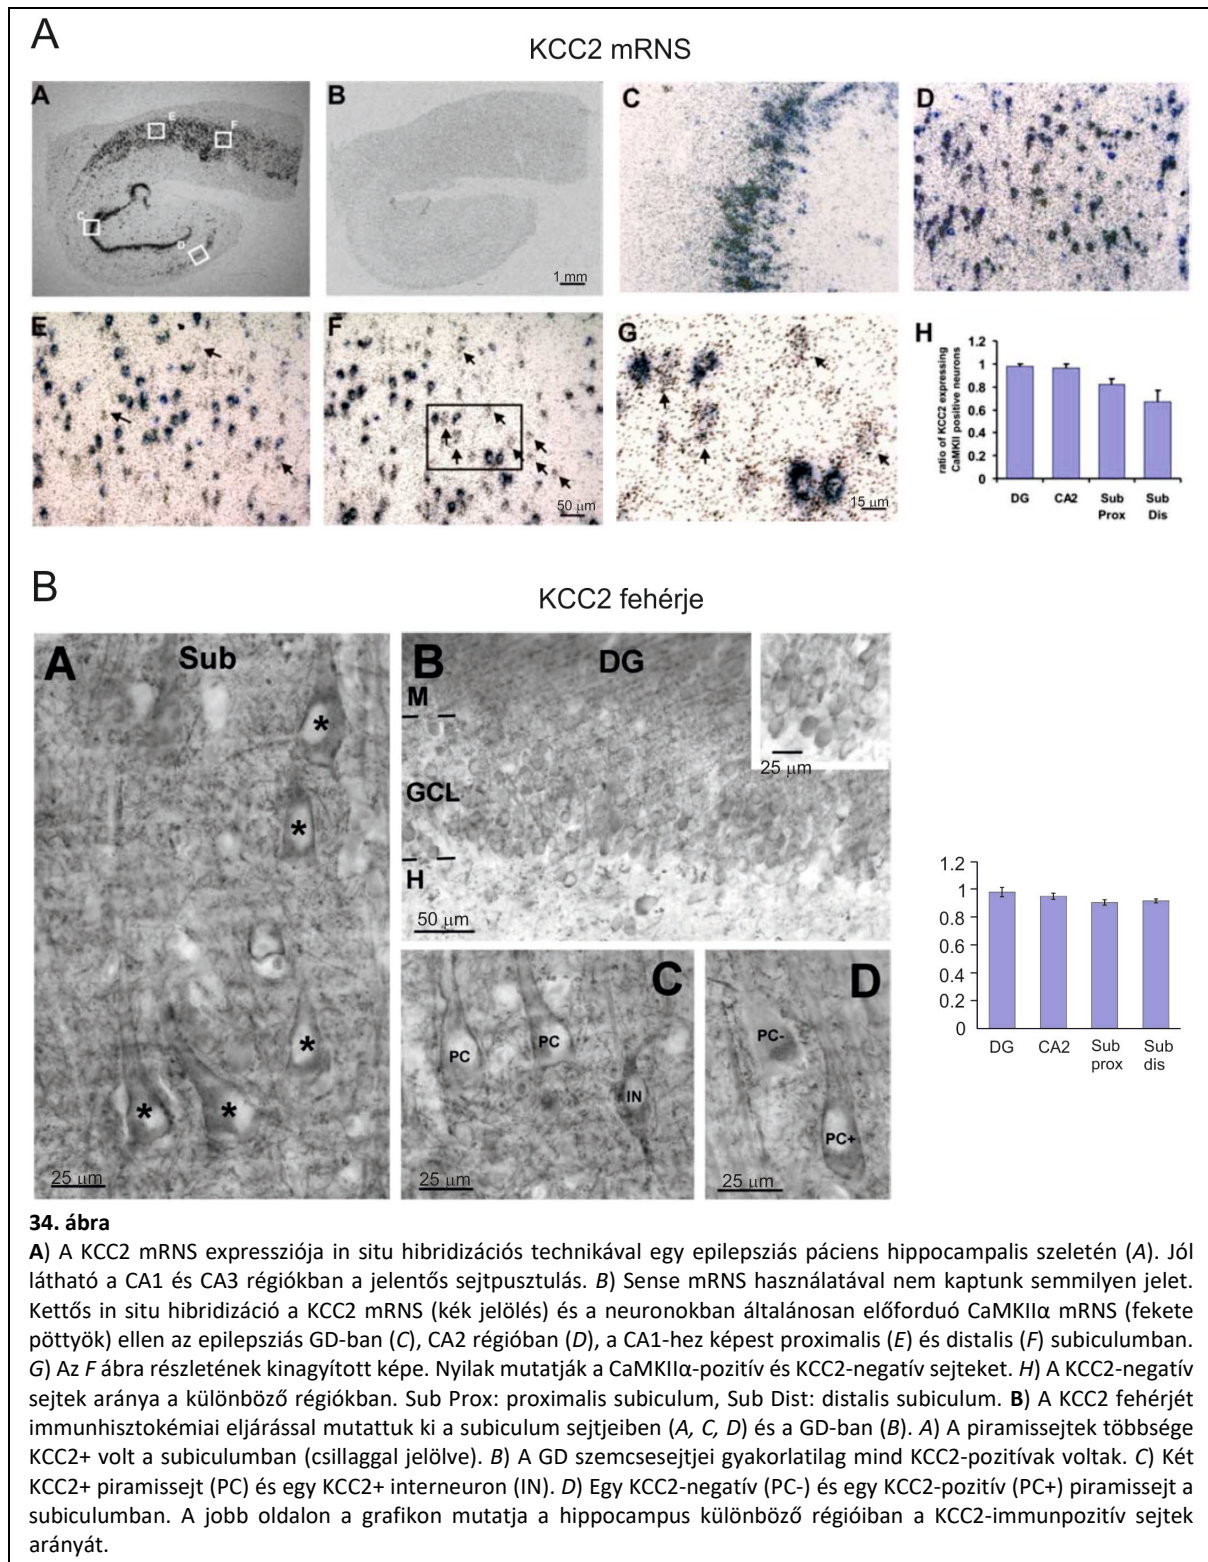 A
KCC2 mRNS
A
E
F
C
D
B
1 mm
C
D
E
F
50 µm
G
15 µm
H
ratio of KCC2 expressing
CaMKII positive neurons
1.2
1
0.8
0.6
0.4
0.2
0
DG
CA2
Sub
Prox
Sub
Dis
B
KCC2 fehérje
A
Sub
*
*
*
*
*
25 µm
B
DG
M
GCL
H
50 µm
25 µm
C
PC
PC
IN
25 µm
D
PC-
PC+
25 µm
1.2
1
0.8
0.6
0.4
0.2
0
DG
CA2
Sub
prox
Sub
dis
34. ábra
A) A KCC2 mRNS expressziója in situ hibridizációs technikával egy epilepsziás páciens hippocampalis szeletén (A). Jól
látható a CA1 és CA3 régiókban a jelentős sejtpusztulás. B) Sense mRNS használatával nem kaptunk semmilyen jelet.
Kettős in situ hibridizáció a KCC2 mRNS (kék jelölés) és a neuronokban általánosan előforduó CaMKIIα mRNS (fekete
pöttyök) ellen az epilepsziás GD-ban (C), CA2 régióban (D), a CA1-hez képest proximalis (E) és distalis (F) subiculumban.
G) Az F ábra részletének kinagyított képe. Nyilak mutatják a CaMKIIα-pozitív és KCC2-negatív sejteket. H) A KCC2-negatív
sejtek aránya a különböző régiókban. Sub Prox: proximalis subiculum, Sub Dist: distalis subiculum. B) A KCC2 fehérjét
immunhisztokémiai eljárással mutattuk ki a subiculum sejtjeiben (A, C, D) és a GD-ban (B). A) A piramissejtek többsége
KCC2+ volt a subiculumban (csillaggal jelölve). B) A GD szemcsesejtjei gyakorlatilag mind KCC2-pozitívak voltak. C) Két
KCC2+ piramissejt (PC) és egy KCC2+ interneuron (IN). D) Egy KCC2-negatív (PC-) és egy KCC2-pozitív (PC+) piramissejt a
subiculumban. A jobb oldalon a grafikon mutatja a hippocampus különböző régióiban a KCC2-immunpozitív sejtek
arányát.